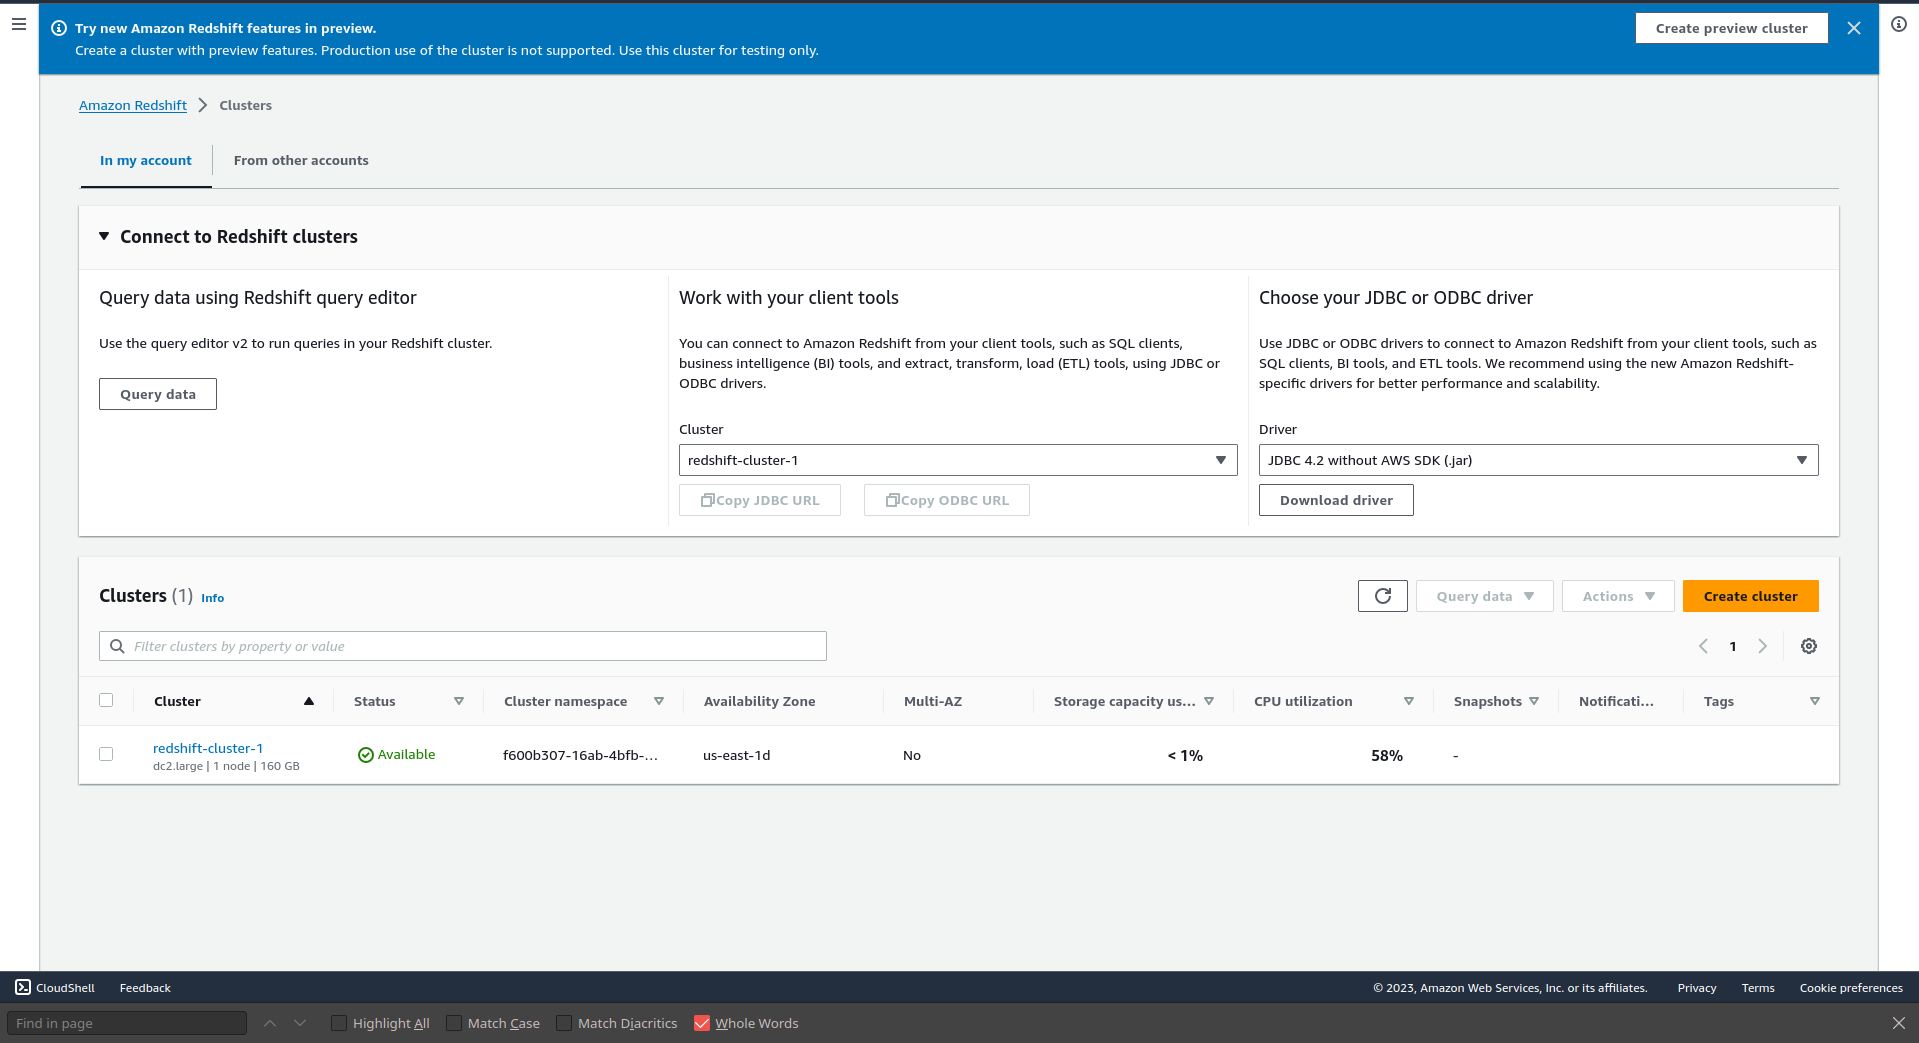 Try new Amazon Redshift features in preview.
Create a cluster with preview features. Production use of the cluster is not supported. Use this cluster for testing only.
Create preview cluster
Amazon Redshift
Clusters
In my account
From other accounts
Connect to Redshift clusters
Query data using Redshift query editor
Use the query editor v2 to run queries in your Redshift cluster.
Query data
Work with your client tools
You can connect to Amazon Redshift from your client tools, such as SQL clients,
business intelligence (BI) tools, and extract, transform, load (ETL) tools, using JDBC or
ODBC drivers.
Cluster
redshift-cluster-1
Copy JDBC URL
Copy ODBC URL
Choose your JDBC or ODBC driver
Use JDBC or ODBC drivers to connect to Amazon Redshift from your client tools, such as
SQL clients, BI tools, and ETL tools. We recommend using the new Amazon Redshift-
specific drivers for better performance and scalability.
Driver
JDBC 4.2 without AWS SDK (.jar)
Download driver
Clusters (1) Info
Query data
Actions
Create cluster
Filter clusters by property or value
1
Cluster
Status
Cluster namespace
Availability Zone
Multi-AZ
Storage capacity us...
CPU utilization
Snapshots
Notificati...
Tags
redshift-cluster-1
dc2.large | 1 node | 160 GB
Available
f600b307-16ab-4bfb-...
us-east-1d
No
< 1%
58%
-
CloudShell
Feedback
© 2023, Amazon Web Services, Inc. or its affiliates.
Privacy
Terms
Cookie preferences
Find in page
Highlight All
Match Case
Match Diacritics
Whole Words